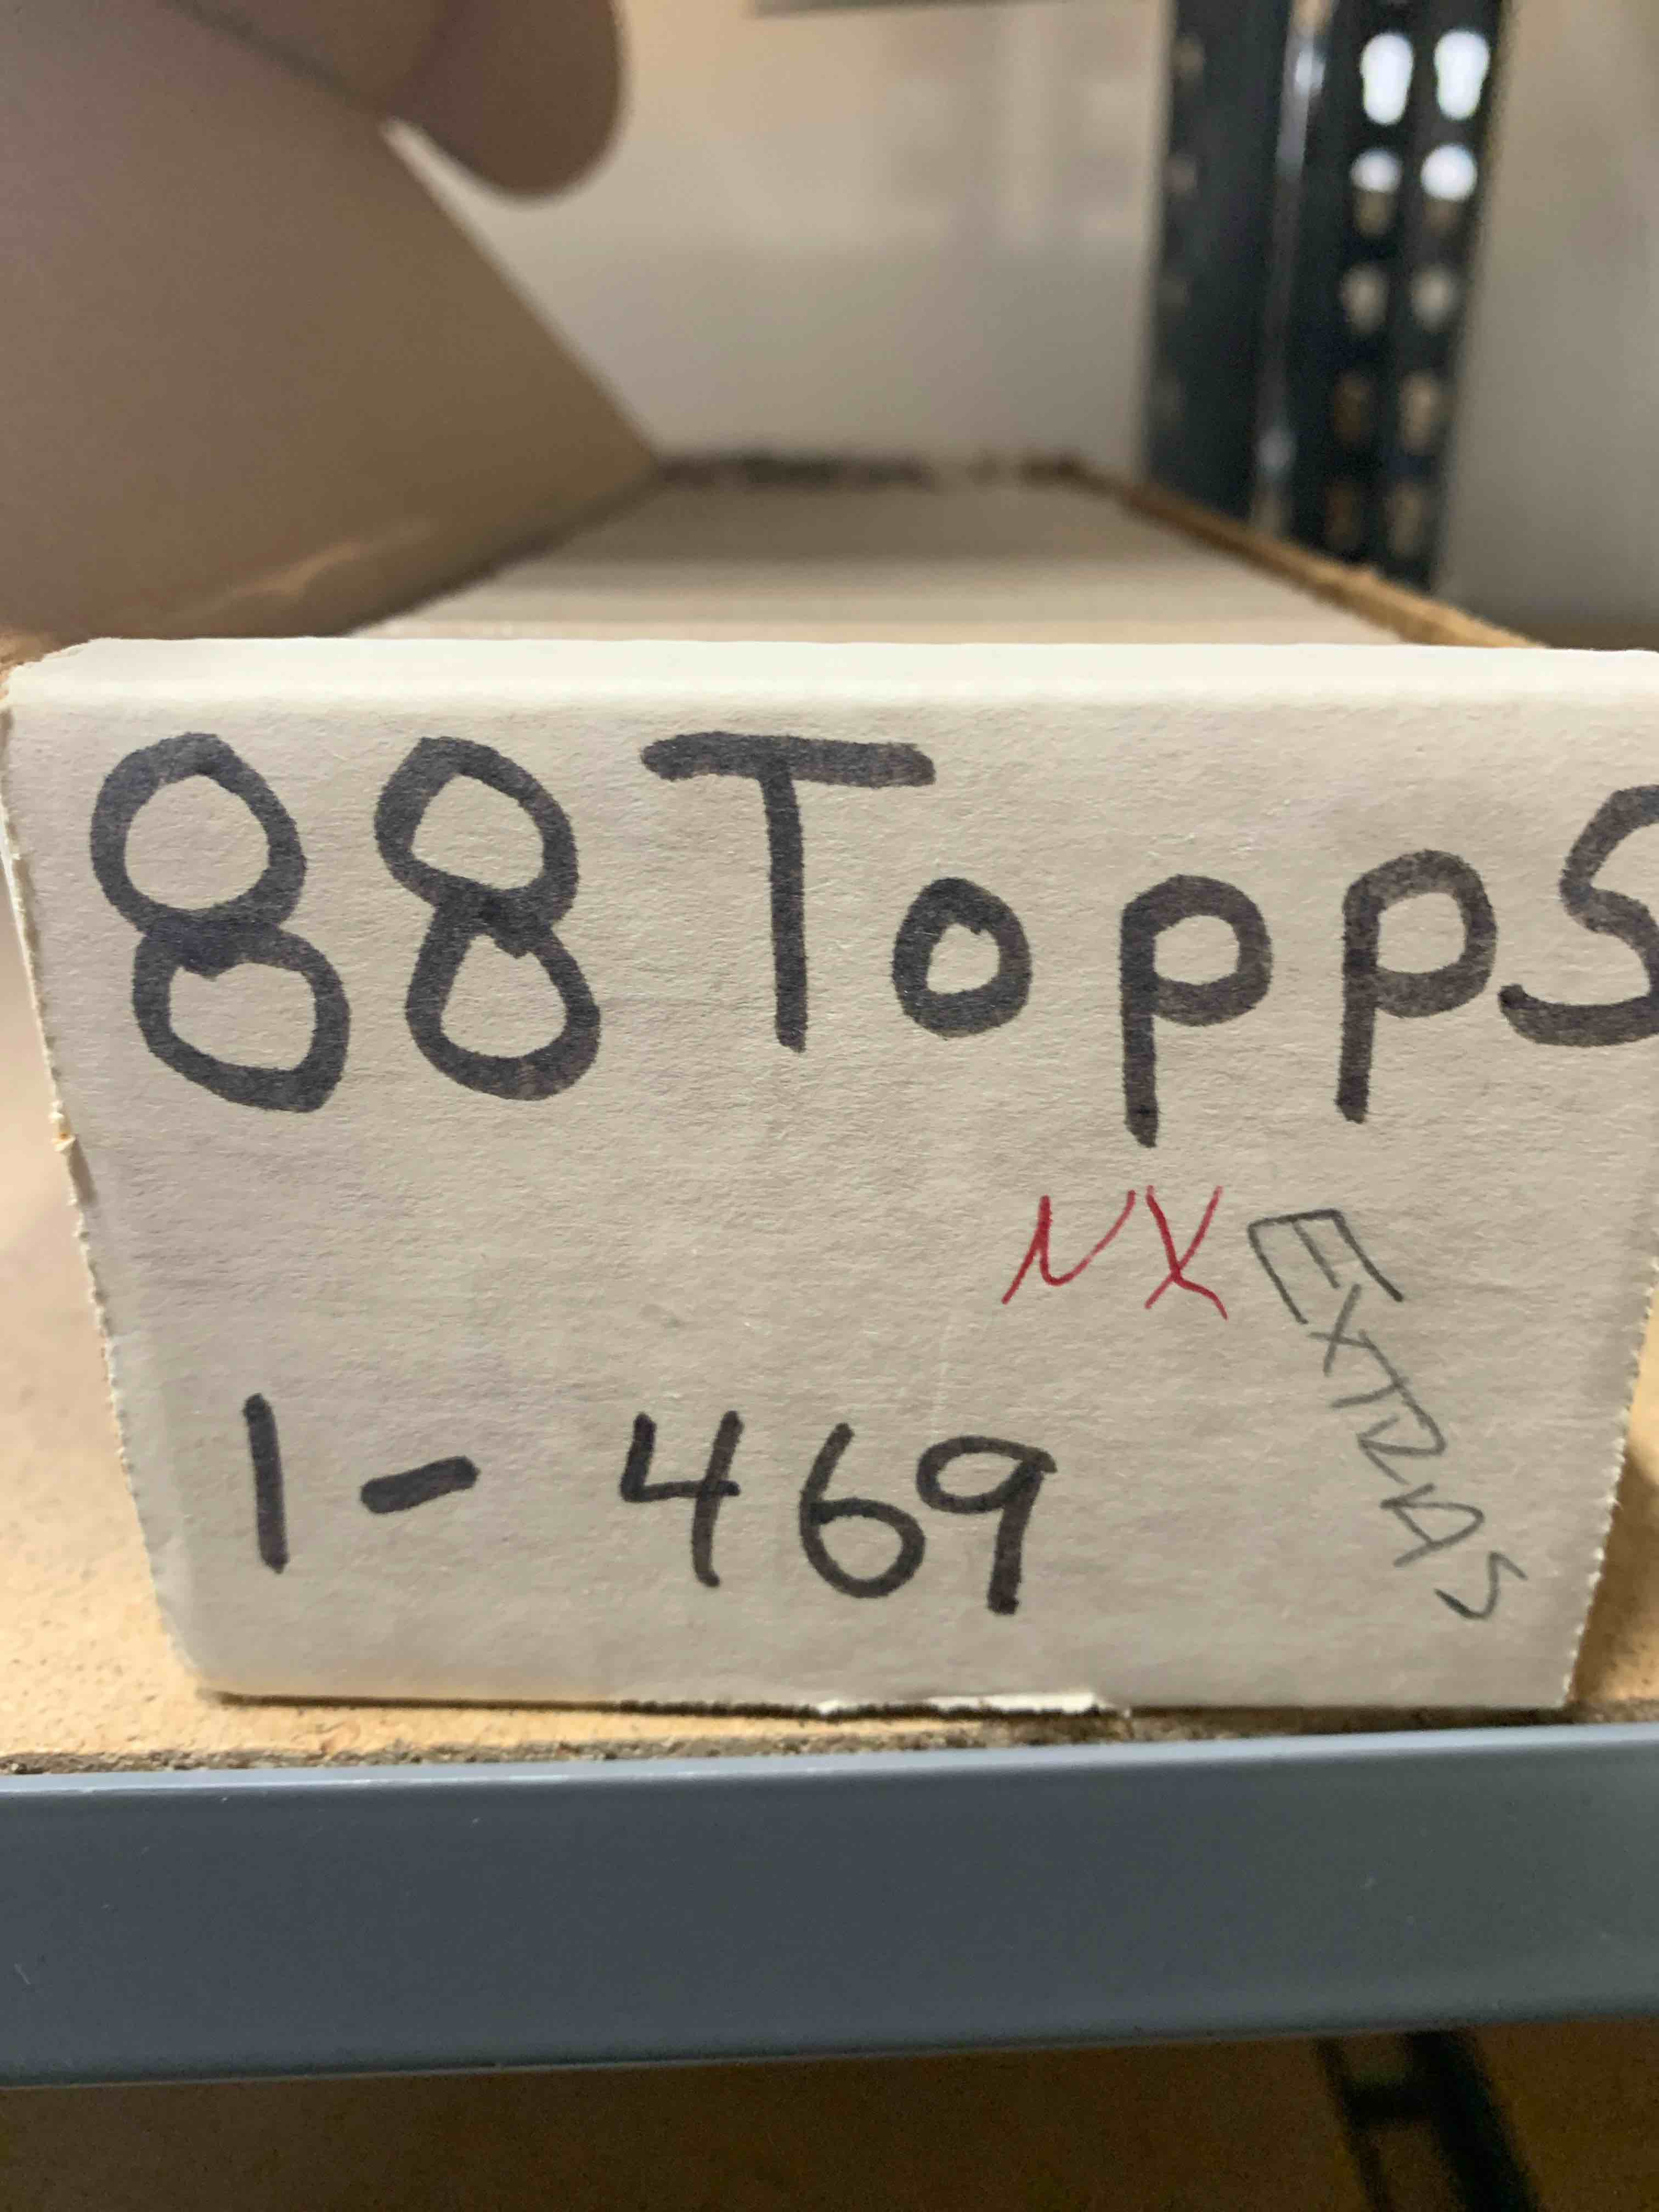 88 Topps
NX
EXTRAS
1-469